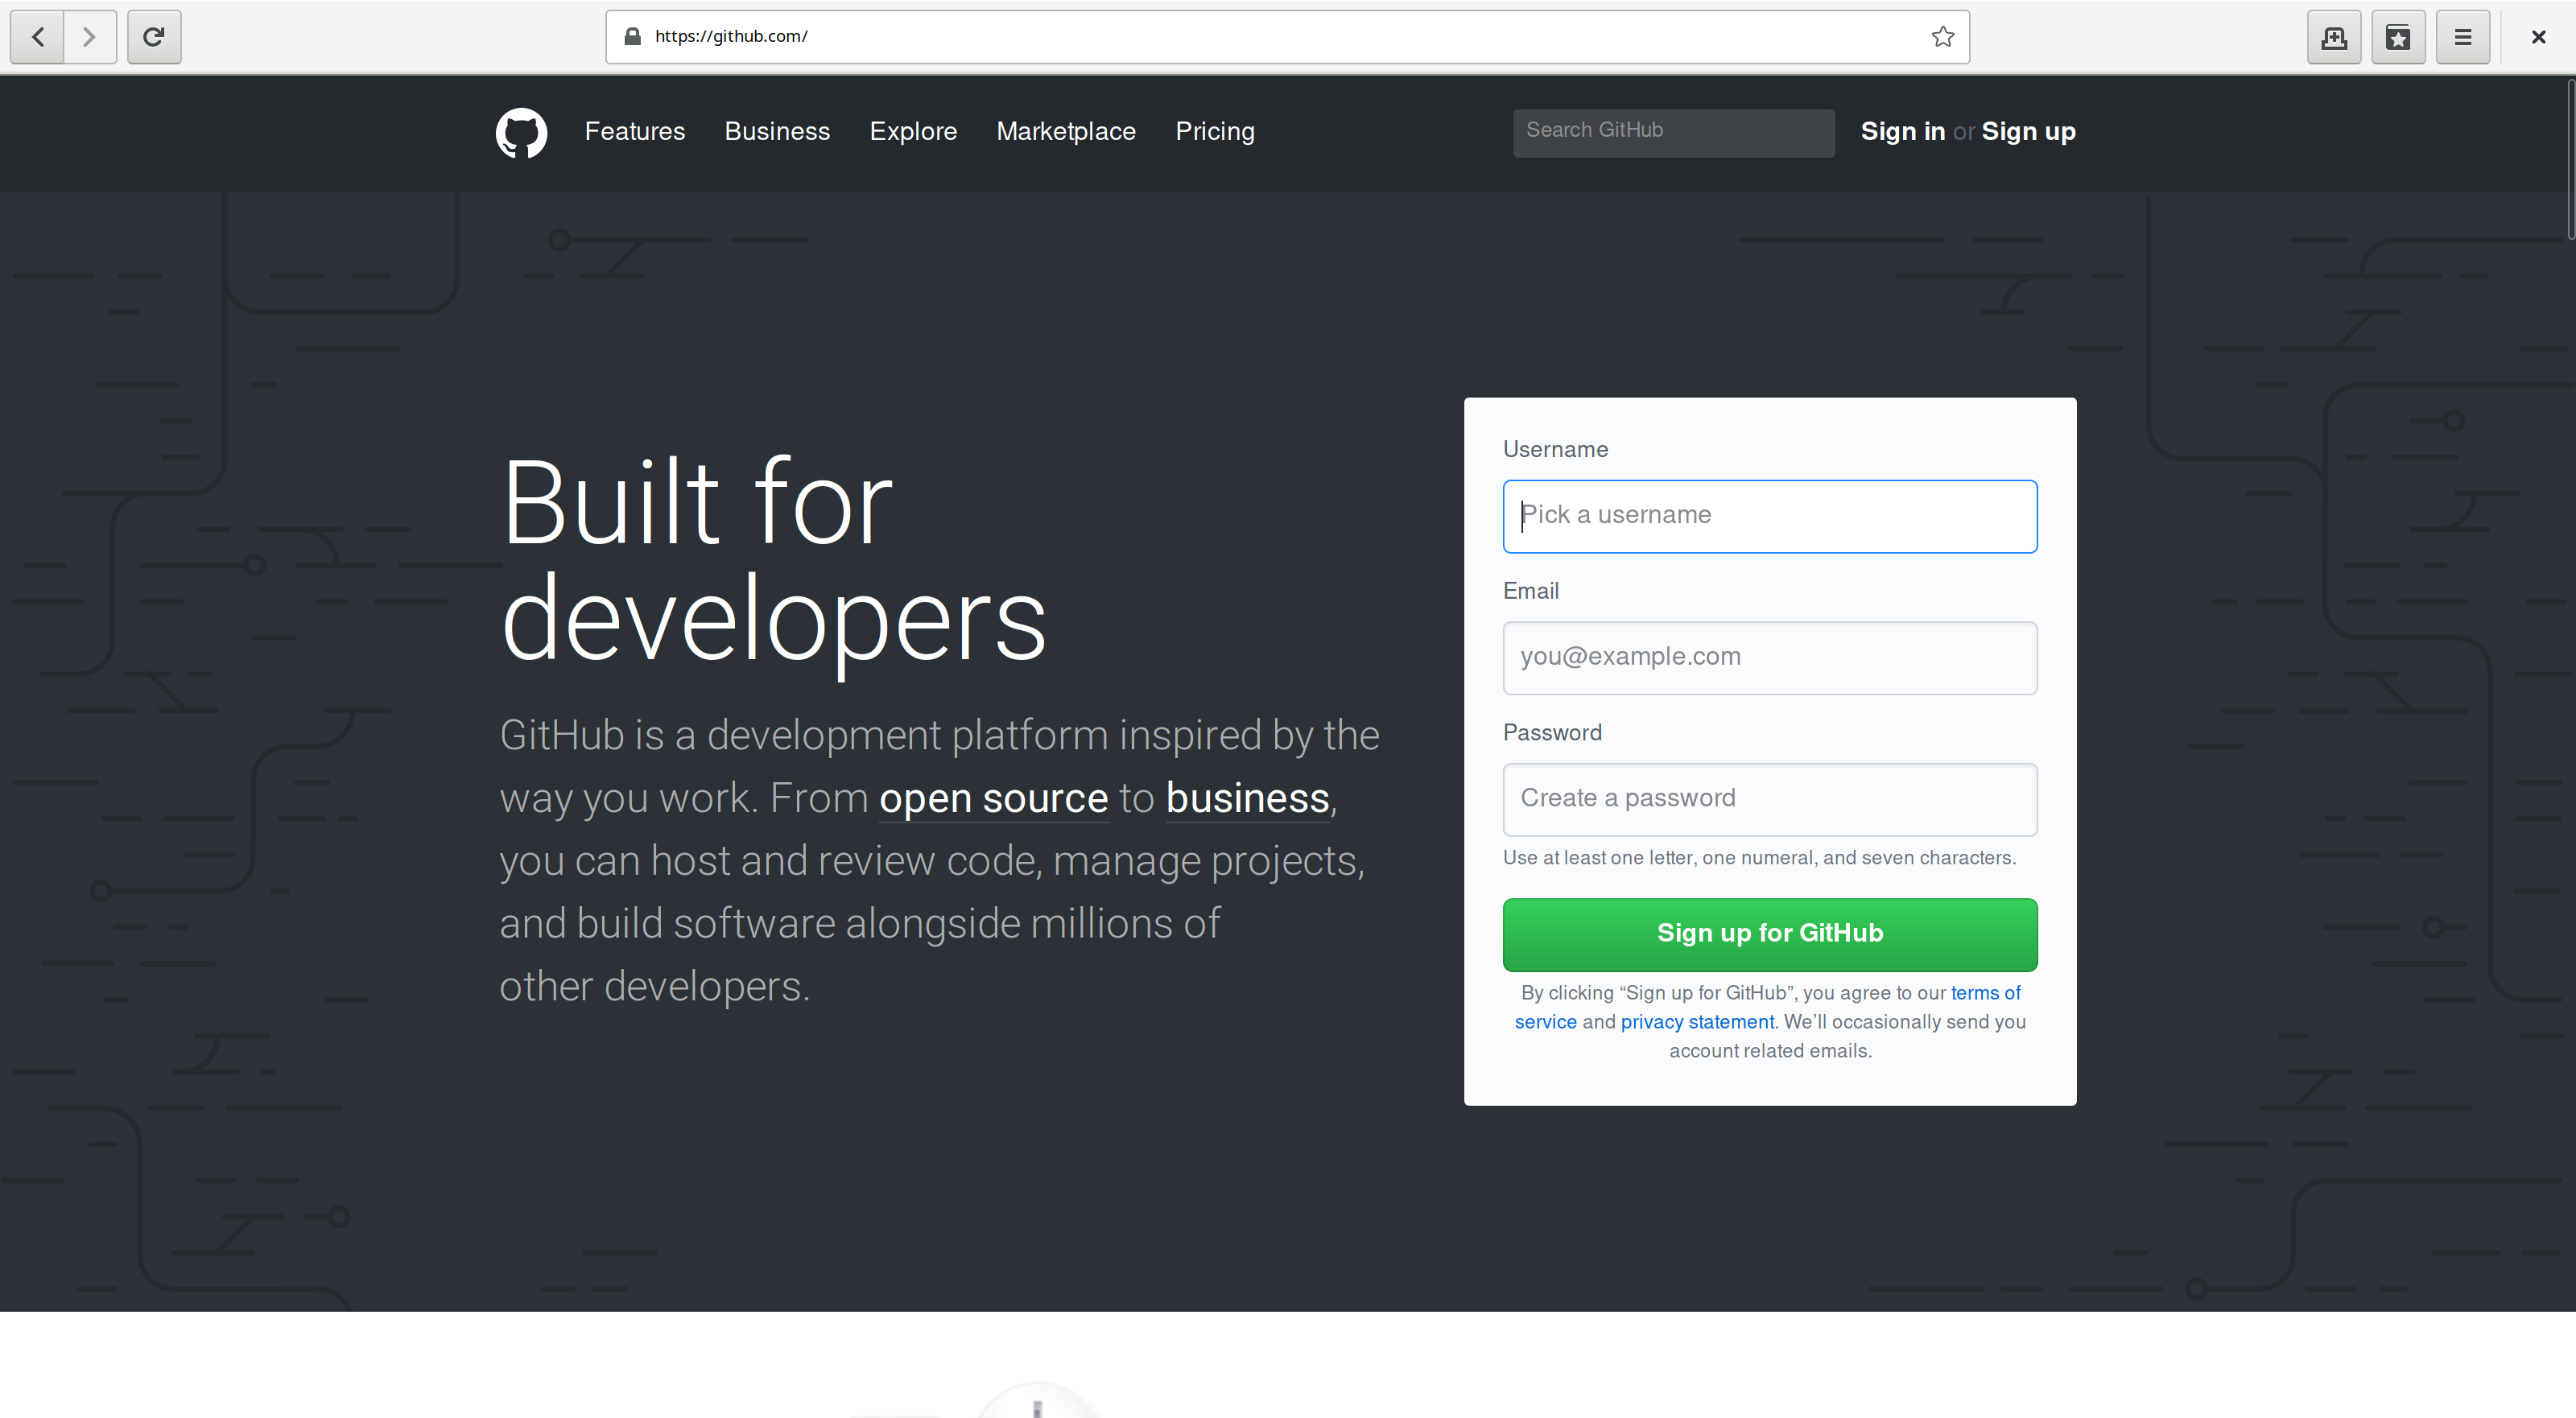 https://github.com/
Features Business Explore Marketplace Pricing Search GitHub Sign in or Sign up
Built for
developers
GitHub is a development platform inspired by the
way you work. From open source to business,
you can host and review code, manage projects,
and build software alongside millions of
other developers.
Username
Pick a username
Email
you@example.com
Password
Create a password
Use at least one letter, one numeral, and seven characters.
Sign up for GitHub
By clicking “Sign up for GitHub”, you agree to our terms of
service and privacy statement. We’ll occasionally send you
account related emails.